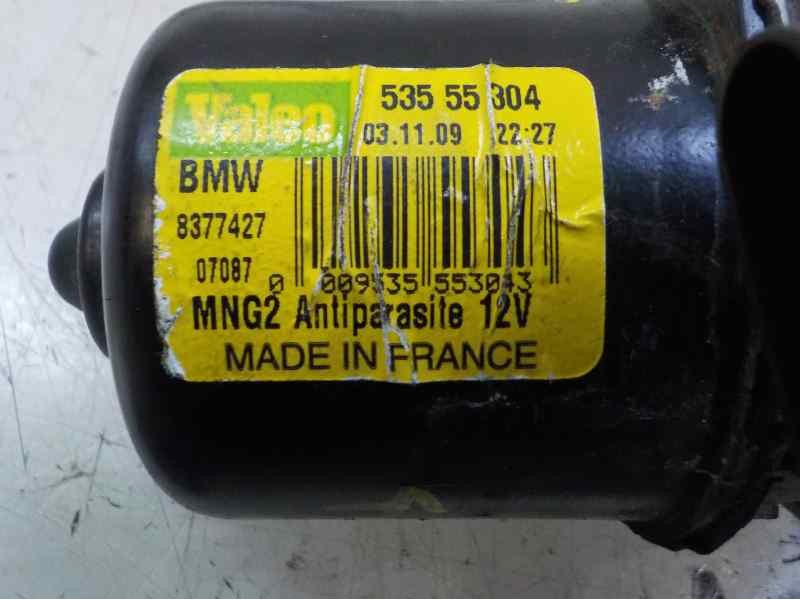 Valeo 535 55 304
03.11.09 22:27
BMW
8377427
07087
0 009535 553043
MNG2 Antiparasite 12V
MADE IN FRANCE